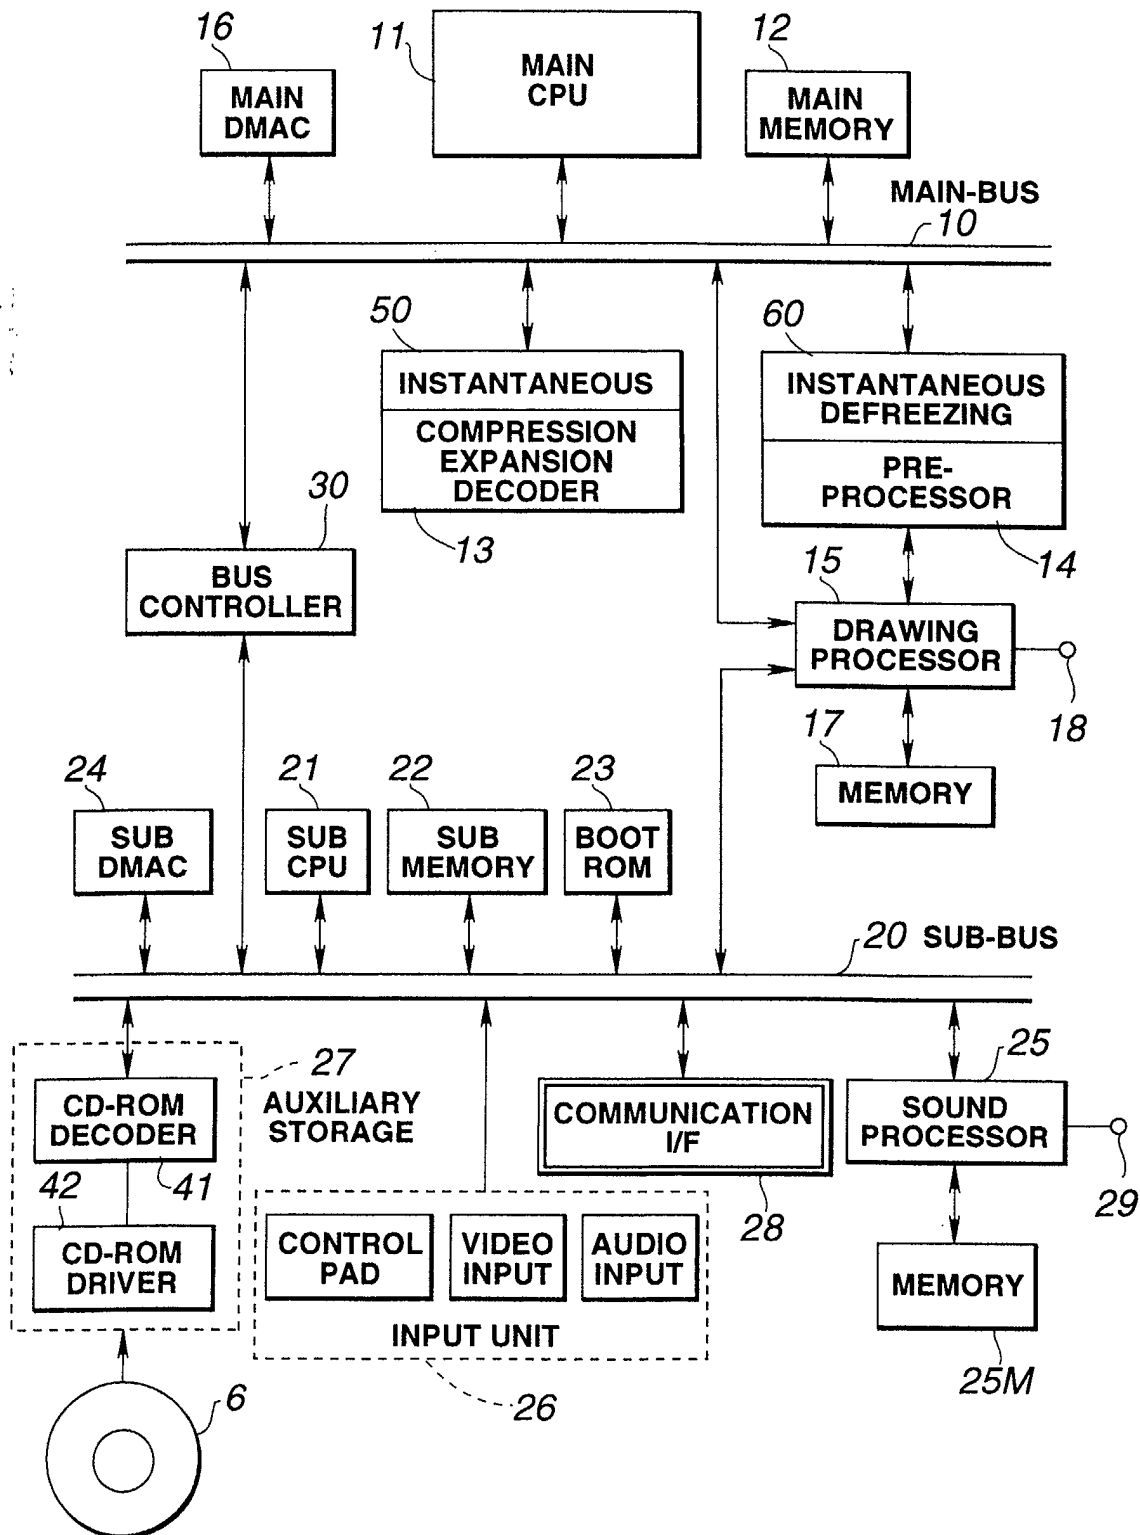 16
11
12
MAIN
DMAC
MAIN
CPU
MAIN
MEMORY
MAIN-BUS
10
50
60
INSTANTANEOUS
COMPRESSION
EXPANSION
DECODER
13
INSTANTANEOUS
DEFREEZING
PRE-
PROCESSOR
14
30
BUS
CONTROLLER
15
DRAWING
PROCESSOR
18
17
MEMORY
24
SUB
DMAC
21
SUB
CPU
22
SUB
MEMORY
23
BOOT
ROM
20 SUB-BUS
27
AUXILIARY
STORAGE
CD-ROM
DECODER
42
41
CD-ROM
DRIVER
COMMUNICATION
I/F
28
25
SOUND
PROCESSOR
29
CONTROL
PAD
VIDEO
INPUT
AUDIO
INPUT
INPUT UNIT
26
MEMORY
25M
6